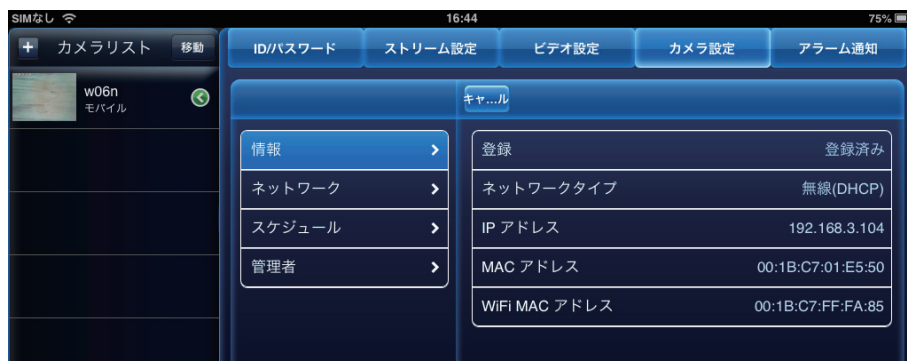 SIMなし 16:44 75%
+ カメラリスト 移動
ID/パスワード ストリーム設定 ビデオ設定 カメラ設定 アラーム通知
w06n
モバイル
キャ...ル
情報
ネットワーク
スケジュール
管理者
登録 登録済み
ネットワークタイプ 無線(DHCP)
IP アドレス 192.168.3.104
MAC アドレス 00:1B:C7:01:E5:50
WiFi MAC アドレス 00:1B:C7:FF:FA:85